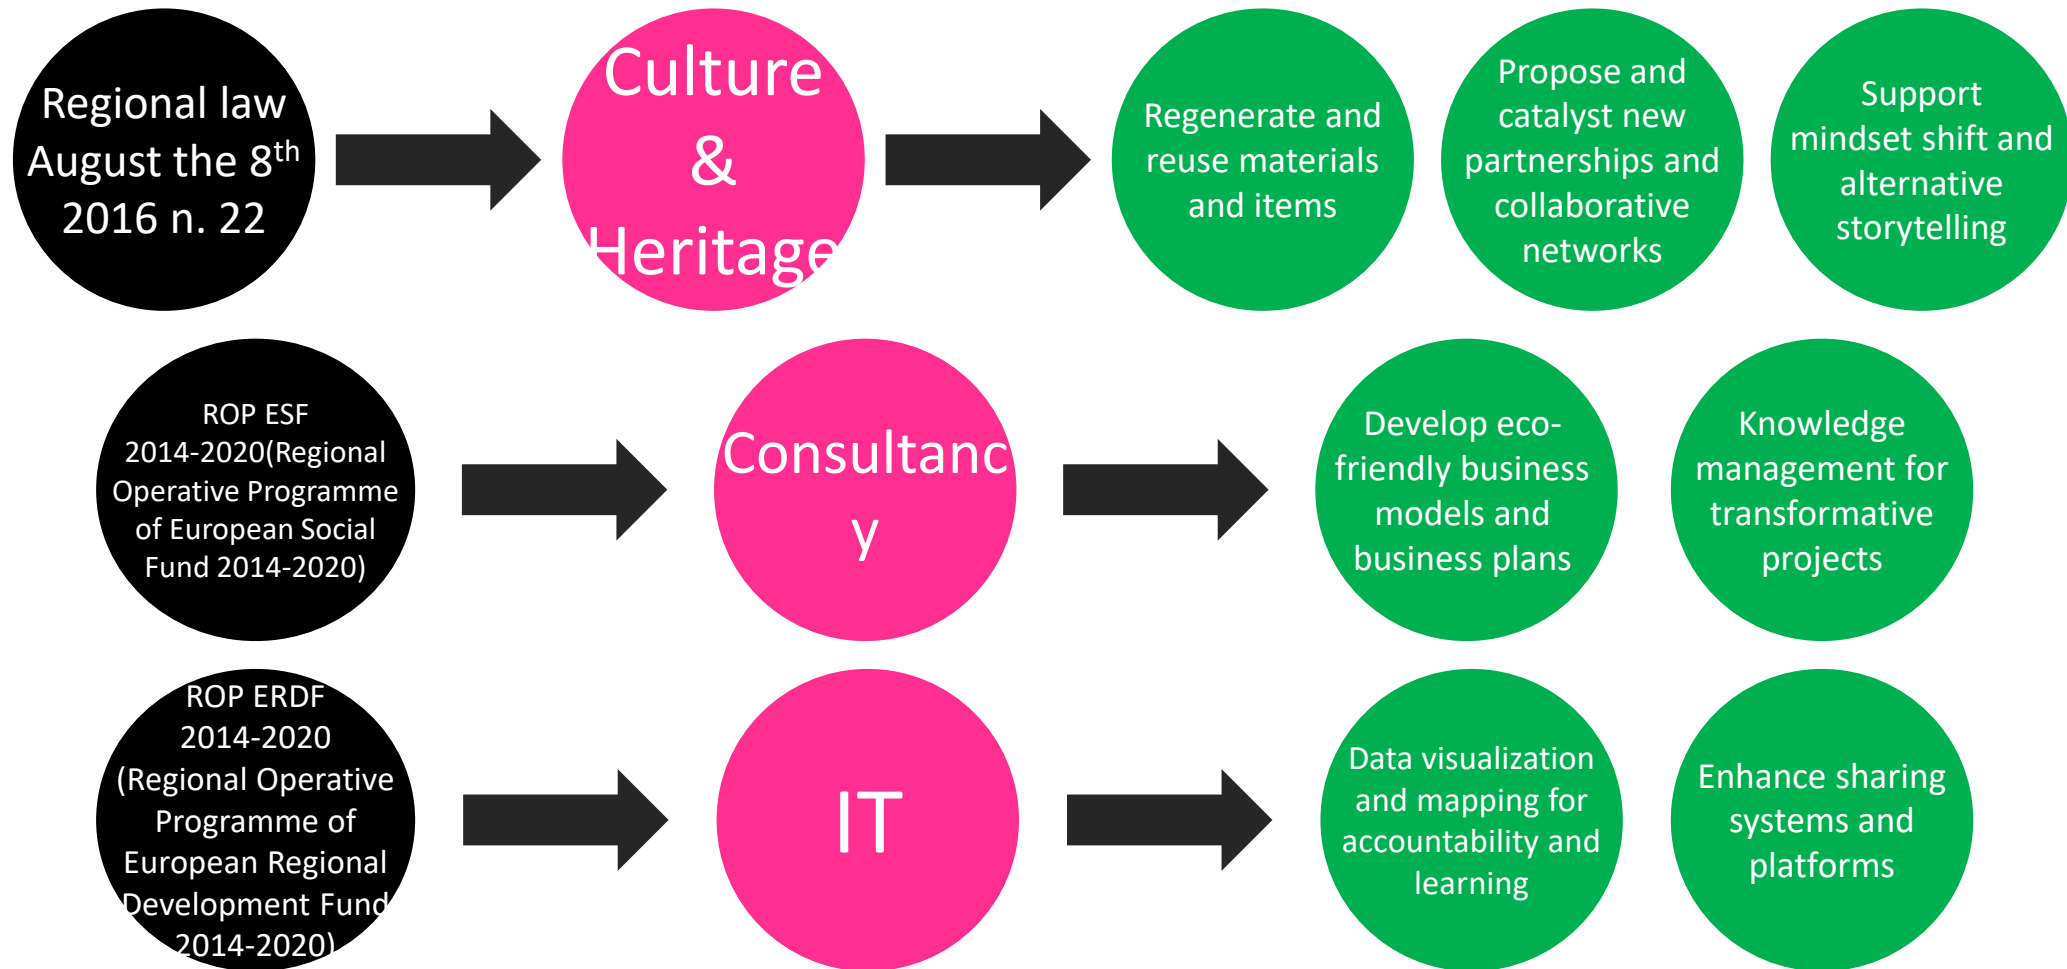 Regional law
August the 8th
2016 n. 22
Culture
&
Heritage
Regenerate and
reuse materials
and items
Propose and
catalyst new
partnerships and
collaborative
networks
Support
mindset shift and
alternative
storytelling
ROP ESF
2014-2020(Regional
Operative Programme
of European Social
Fund 2014-2020)
Consultanc
y
Develop eco-
friendly business
models and
business plans
Knowledge
management for
transformative
projects
ROP ERDF
2014-2020
(Regional Operative
Programme of
European Regional
Development Fund
2014-2020)
IT
Data visualization
and mapping for
accountability and
learning
Enhance sharing
systems and
platforms